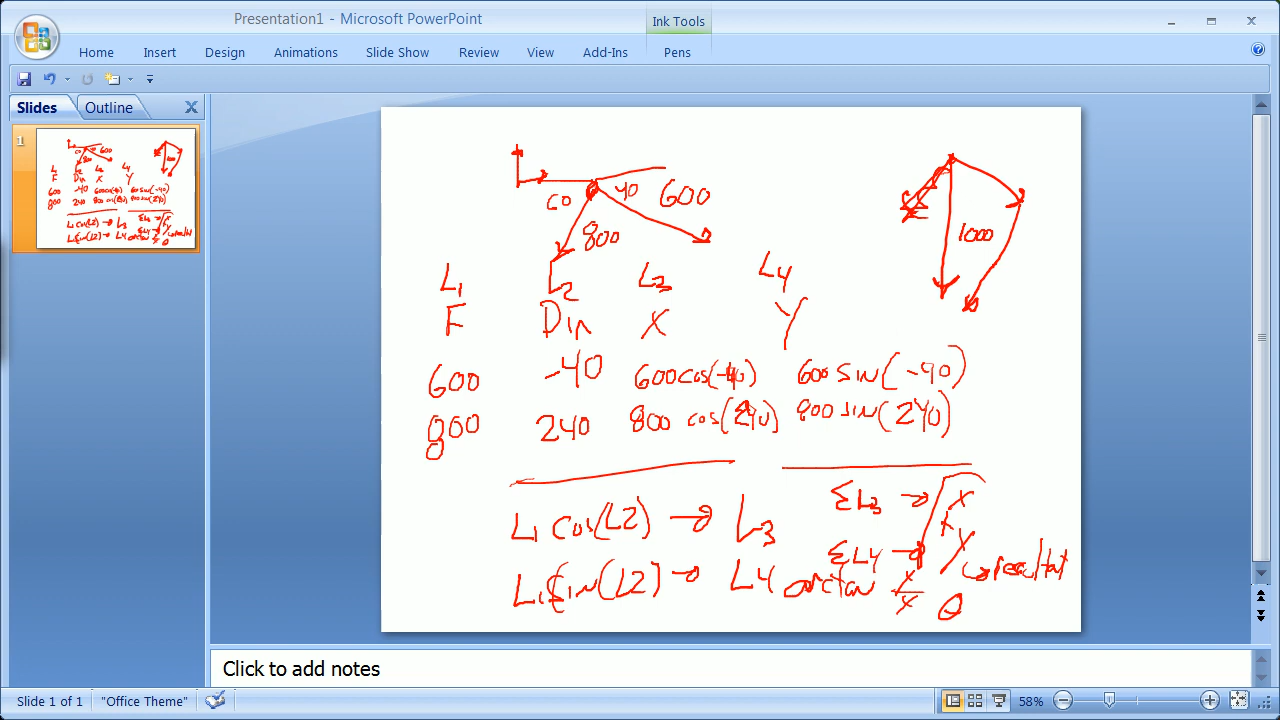 Presentation1 - Microsoft PowerPoint
Ink Tools
Home Insert Design Animations Slide Show Review View Add-Ins Pens
Slides Outline
1
60 40 600
800
1000
L1 L2 L3 L4
F Din X Y
600 -40 600cos(-40) 600 sin(-40)
800 240 800 cos(240) 800 sin(240)
L1 cos(L2) → L3
ΣL3 → X
L1 sin(L2) → L4
ΣL4 → Y
arctan
θ
Click to add notes
Slide 1 of 1 "Office Theme" 58%